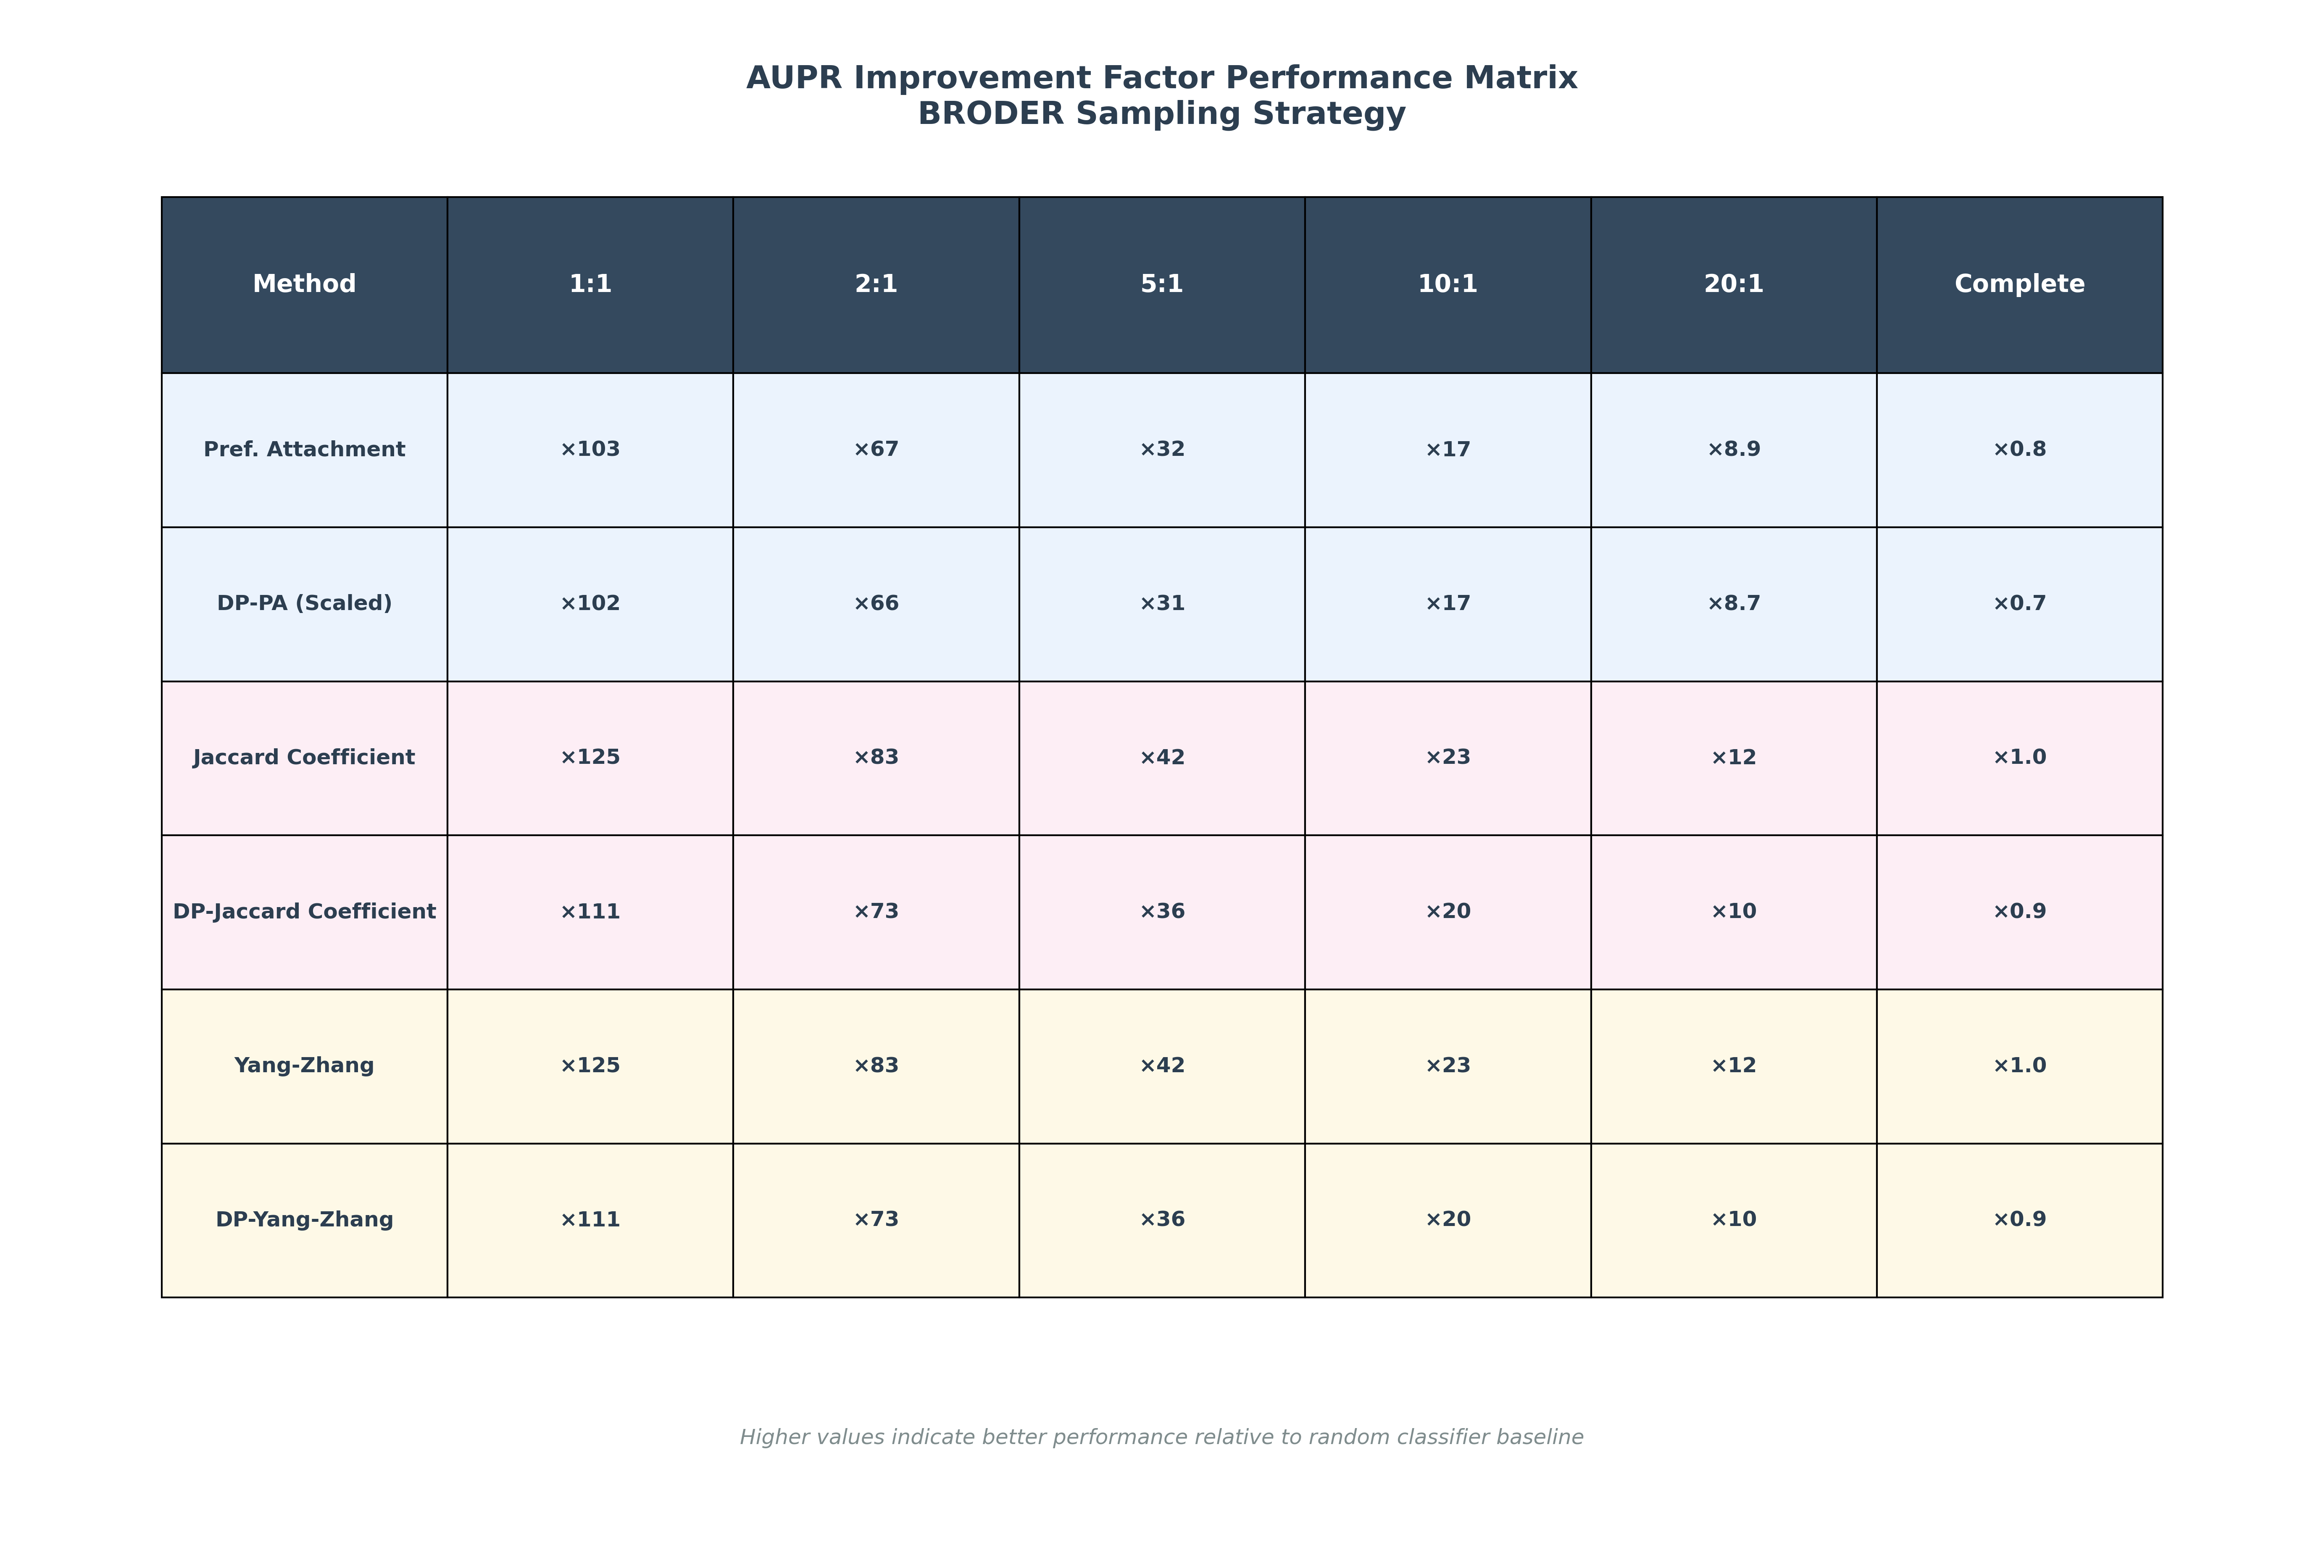 AUPR Improvement Factor Performance Matrix
BRODER Sampling Strategy
Method 1:1 2:1 5:1 10:1 20:1 Complete
Pref. Attachment ×103 ×67 ×32 ×17 ×8.9 ×0.8
DP-PA (Scaled) ×102 ×66 ×31 ×17 ×8.7 ×0.7
Jaccard Coefficient ×125 ×83 ×42 ×23 ×12 ×1.0
DP-Jaccard Coefficient ×111 ×73 ×36 ×20 ×10 ×0.9
Yang-Zhang ×125 ×83 ×42 ×23 ×12 ×1.0
DP-Yang-Zhang ×111 ×73 ×36 ×20 ×10 ×0.9
Higher values indicate better performance relative to random classifier baseline